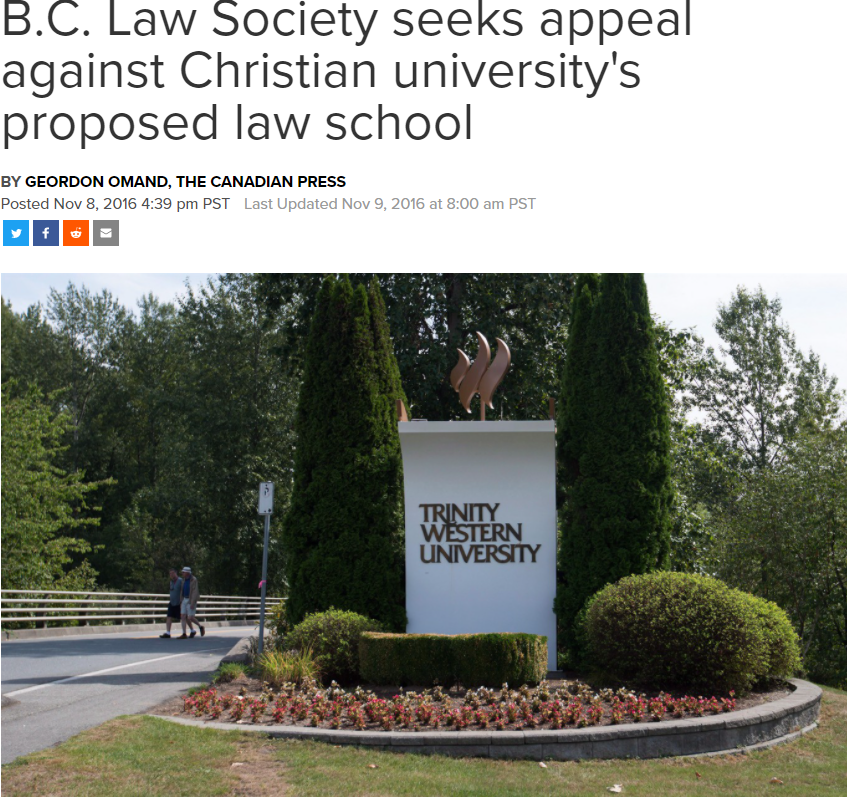 B.C. Law Society seeks appeal
against Christian university's
proposed law school
BY GEORDON OMAND, THE CANADIAN PRESS
Posted Nov 8, 2016 4:39 pm PST Last Updated Nov 9, 2016 at 8:00 am PST
TRINITY
WESTERN
UNIVERSITY